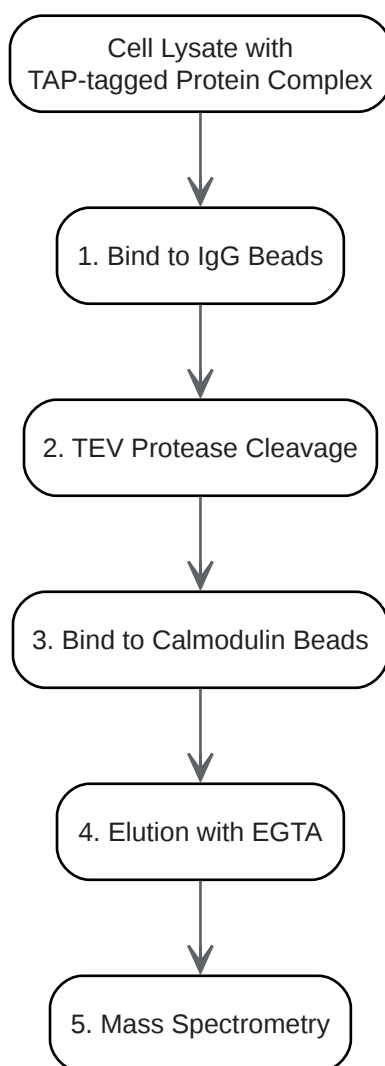 Cell Lysate with
TAP-tagged Protein Complex
1. Bind to IgG Beads
2. TEV Protease Cleavage
3. Bind to Calmodulin Beads
4. Elution with EGTA
5. Mass Spectrometry